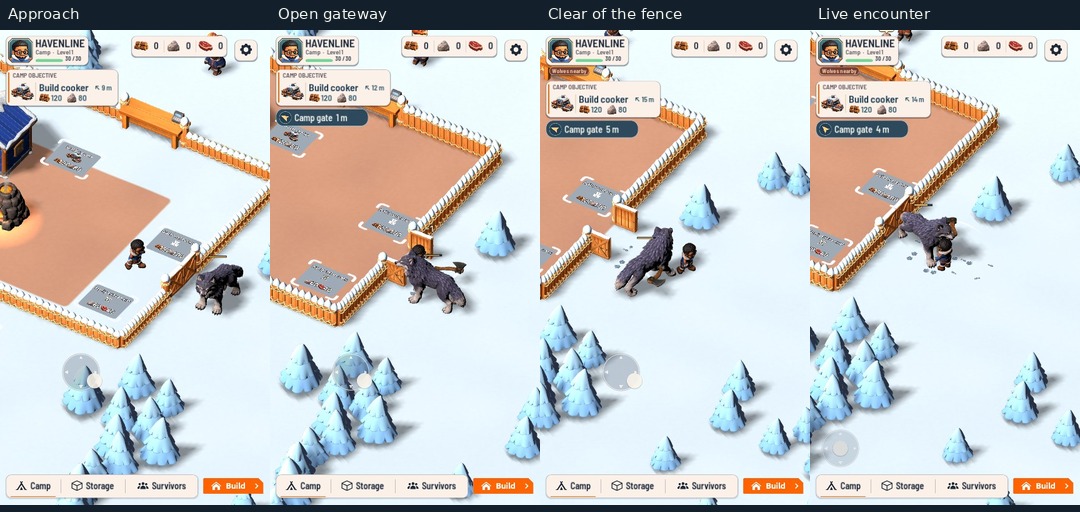 Approach
HAVENLINE
Camp · Level 1
30/30
0 0 0
CAMP OBJECTIVE
Build cooker 9 m
120 80
Camp Storage Survivors Build
Open gateway
HAVENLINE
Camp · Level 1
30/30
0 0 0
CAMP OBJECTIVE
Build cooker 12 m
120 80
Camp gate 1 m
Camp Storage Survivors Build
Clear of the fence
HAVENLINE
Camp · Level 1
30/30
0 0 0
Wolves nearby
CAMP OBJECTIVE
Build cooker 15 m
120 80
Camp gate 5 m
Camp Storage Survivors Build
Live encounter
HAVENLINE
Camp · Level 1
30/30
0 0 0
Wolves nearby
CAMP OBJECTIVE
Build cooker 14 m
120 80
Camp gate 4 m
Camp Storage Survivors Build